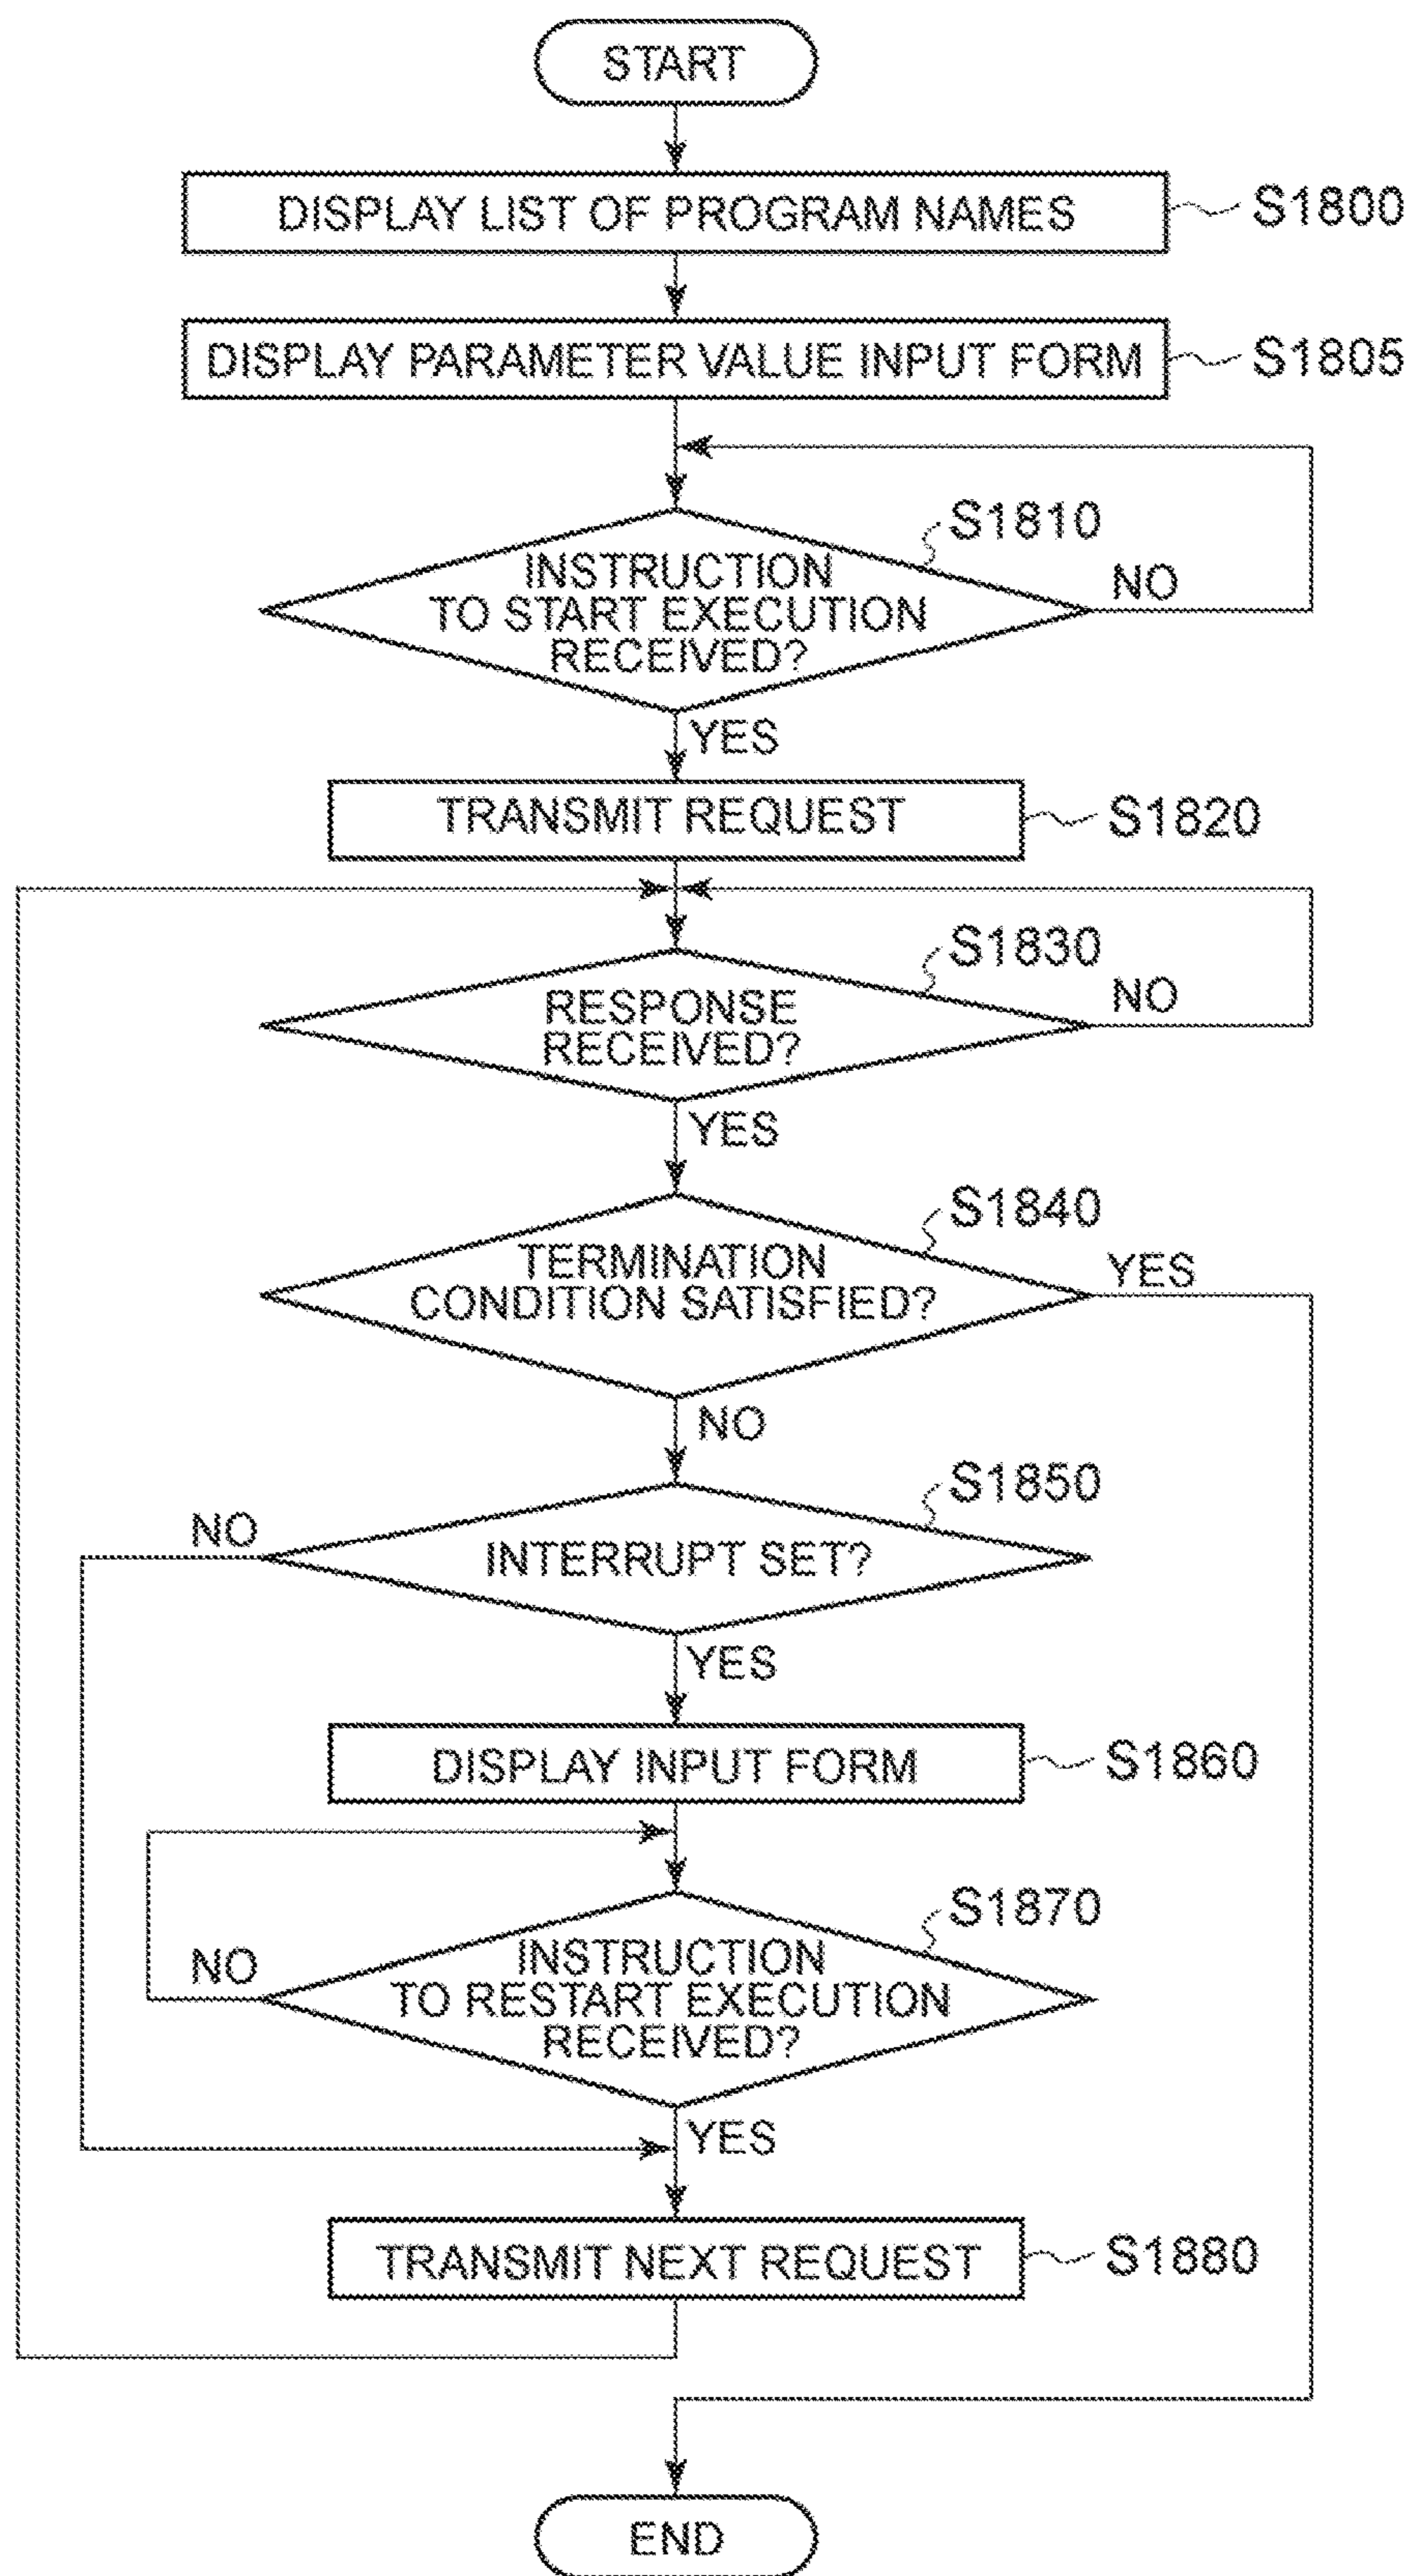 START
DISPLAY LIST OF PROGRAM NAMES
S1800
DISPLAY PARAMETER VALUE INPUT FORM
S1805
S1810
INSTRUCTION
TO START EXECUTION
RECEIVED?
NO
YES
TRANSMIT REQUEST
S1820
S1830
RESPONSE
RECEIVED?
NO
YES
S1840
TERMINATION
CONDITION SATISFIED?
YES
NO
S1850
NO
INTERRUPT SET?
YES
DISPLAY INPUT FORM
S1860
S1870
NO
INSTRUCTION
TO RESTART EXECUTION
RECEIVED?
YES
TRANSMIT NEXT REQUEST
S1880
END